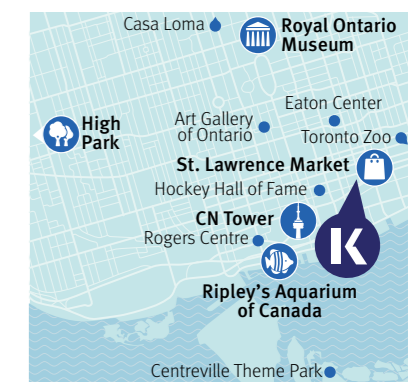 Casa Loma
Royal Ontario
Museum
High
Park
Art Gallery
of Ontario
Eaton Center
Toronto Zoo
St. Lawrence Market
Hockey Hall of Fame
CN Tower
Rogers Centre
K
Ripley's Aquarium
of Canada
Centreville Theme Park